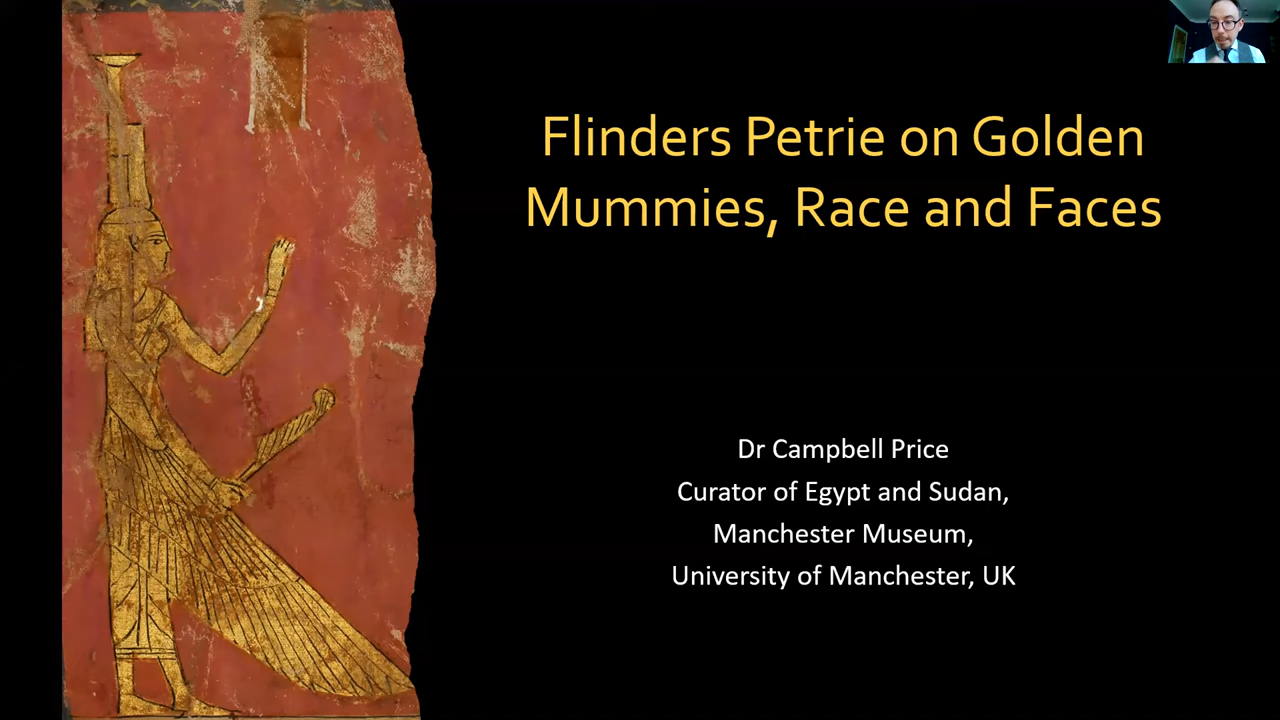 Flinders Petrie on Golden
Mummies, Race and Faces
Dr Campbell Price
Curator of Egypt and Sudan,
Manchester Museum,
University of Manchester, UK